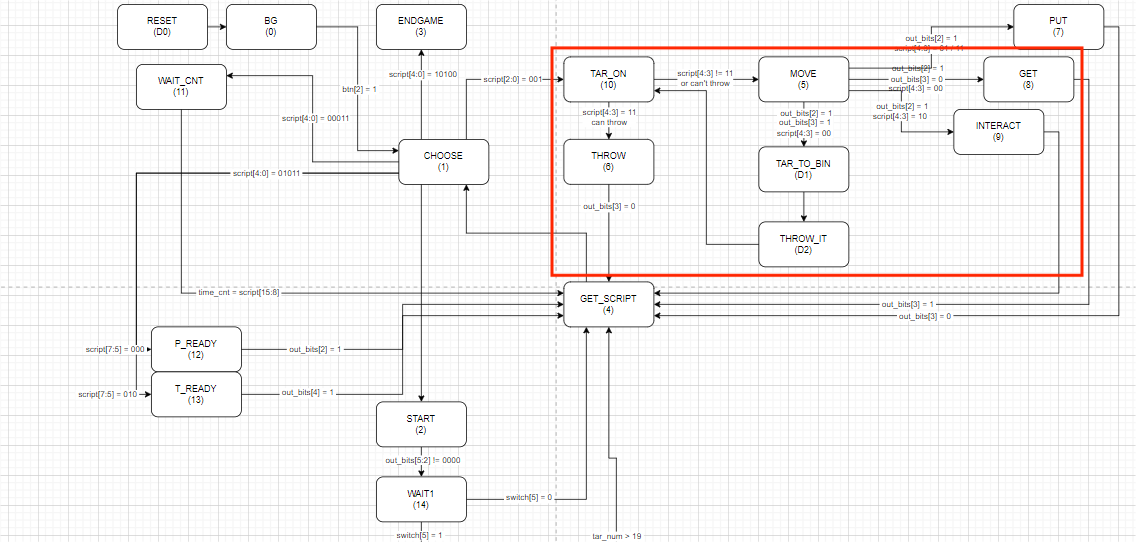 RESET
(D0)
BG
(0)
ENDGAME
(3)
PUT
(7)
out_bits[2] = 1
WAIT_CNT
(11)
script[4:0] = 10100
btn[2] = 1
script[2:0] = 001
TAR_ON
(10)
script[4:3] != 11
or can't throw
MOVE
(5)
out_bits[2] = 1
out_bits[3] = 0
script[4:3] = 00
GET
(8)
script[4:0] = 00011
script[4:3] = 11
can throw
out_bits[2] = 1
out_bits[3] = 1
script[4:3] = 00
out_bits[2] = 1
script[4:3] = 10
INTERACT
(9)
CHOOSE
(1)
THROW
(6)
TAR_TO_BIN
(D1)
script[4:0] = 01011
out_bits[3] = 0
THROW_IT
(D2)
time_cnt = script[15:8]
GET_SCRIPT
(4)
out_bits[3] = 1
out_bits[3] = 0
script[7:5] = 000
P_READY
(12)
out_bits[2] = 1
script[7:5] = 010
T_READY
(13)
out_bits[4] = 1
START
(2)
out_bits[5:2] != 0000
WAIT1
(14)
switch[5] = 0
switch[5] = 1
tar_num > 19